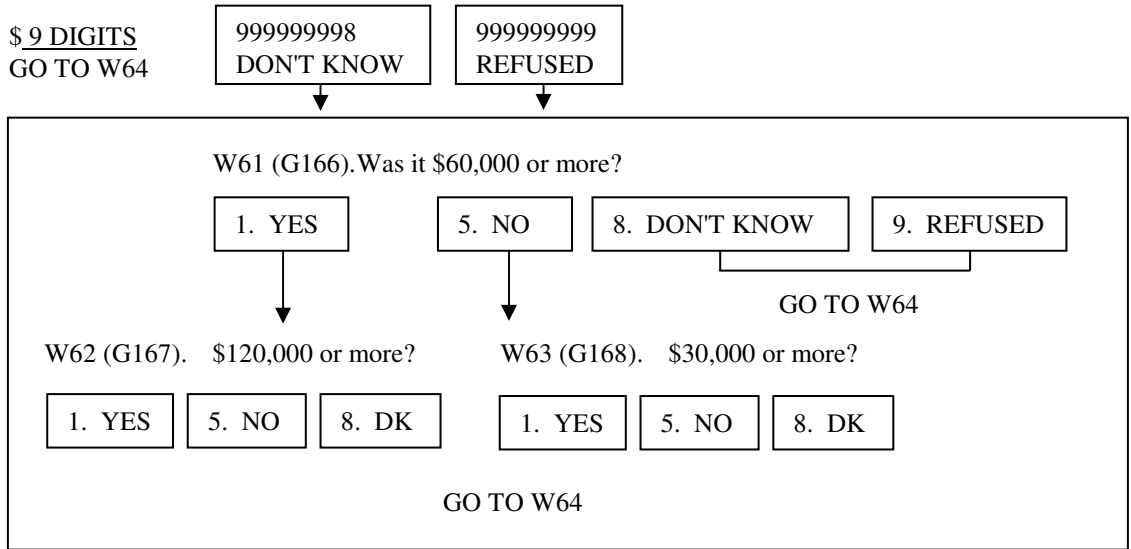 $ 9 DIGITS
GO TO W64
999999998
DON'T KNOW
999999999
REFUSED
W61 (G166).Was it $60,000 or more?
1. YES
5. NO
8. DON'T KNOW
9. REFUSED
GO TO W64
W62 (G167). $120,000 or more?
W63 (G168). $30,000 or more?
1. YES
5. NO
8. DK
1. YES
5. NO
8. DK
GO TO W64